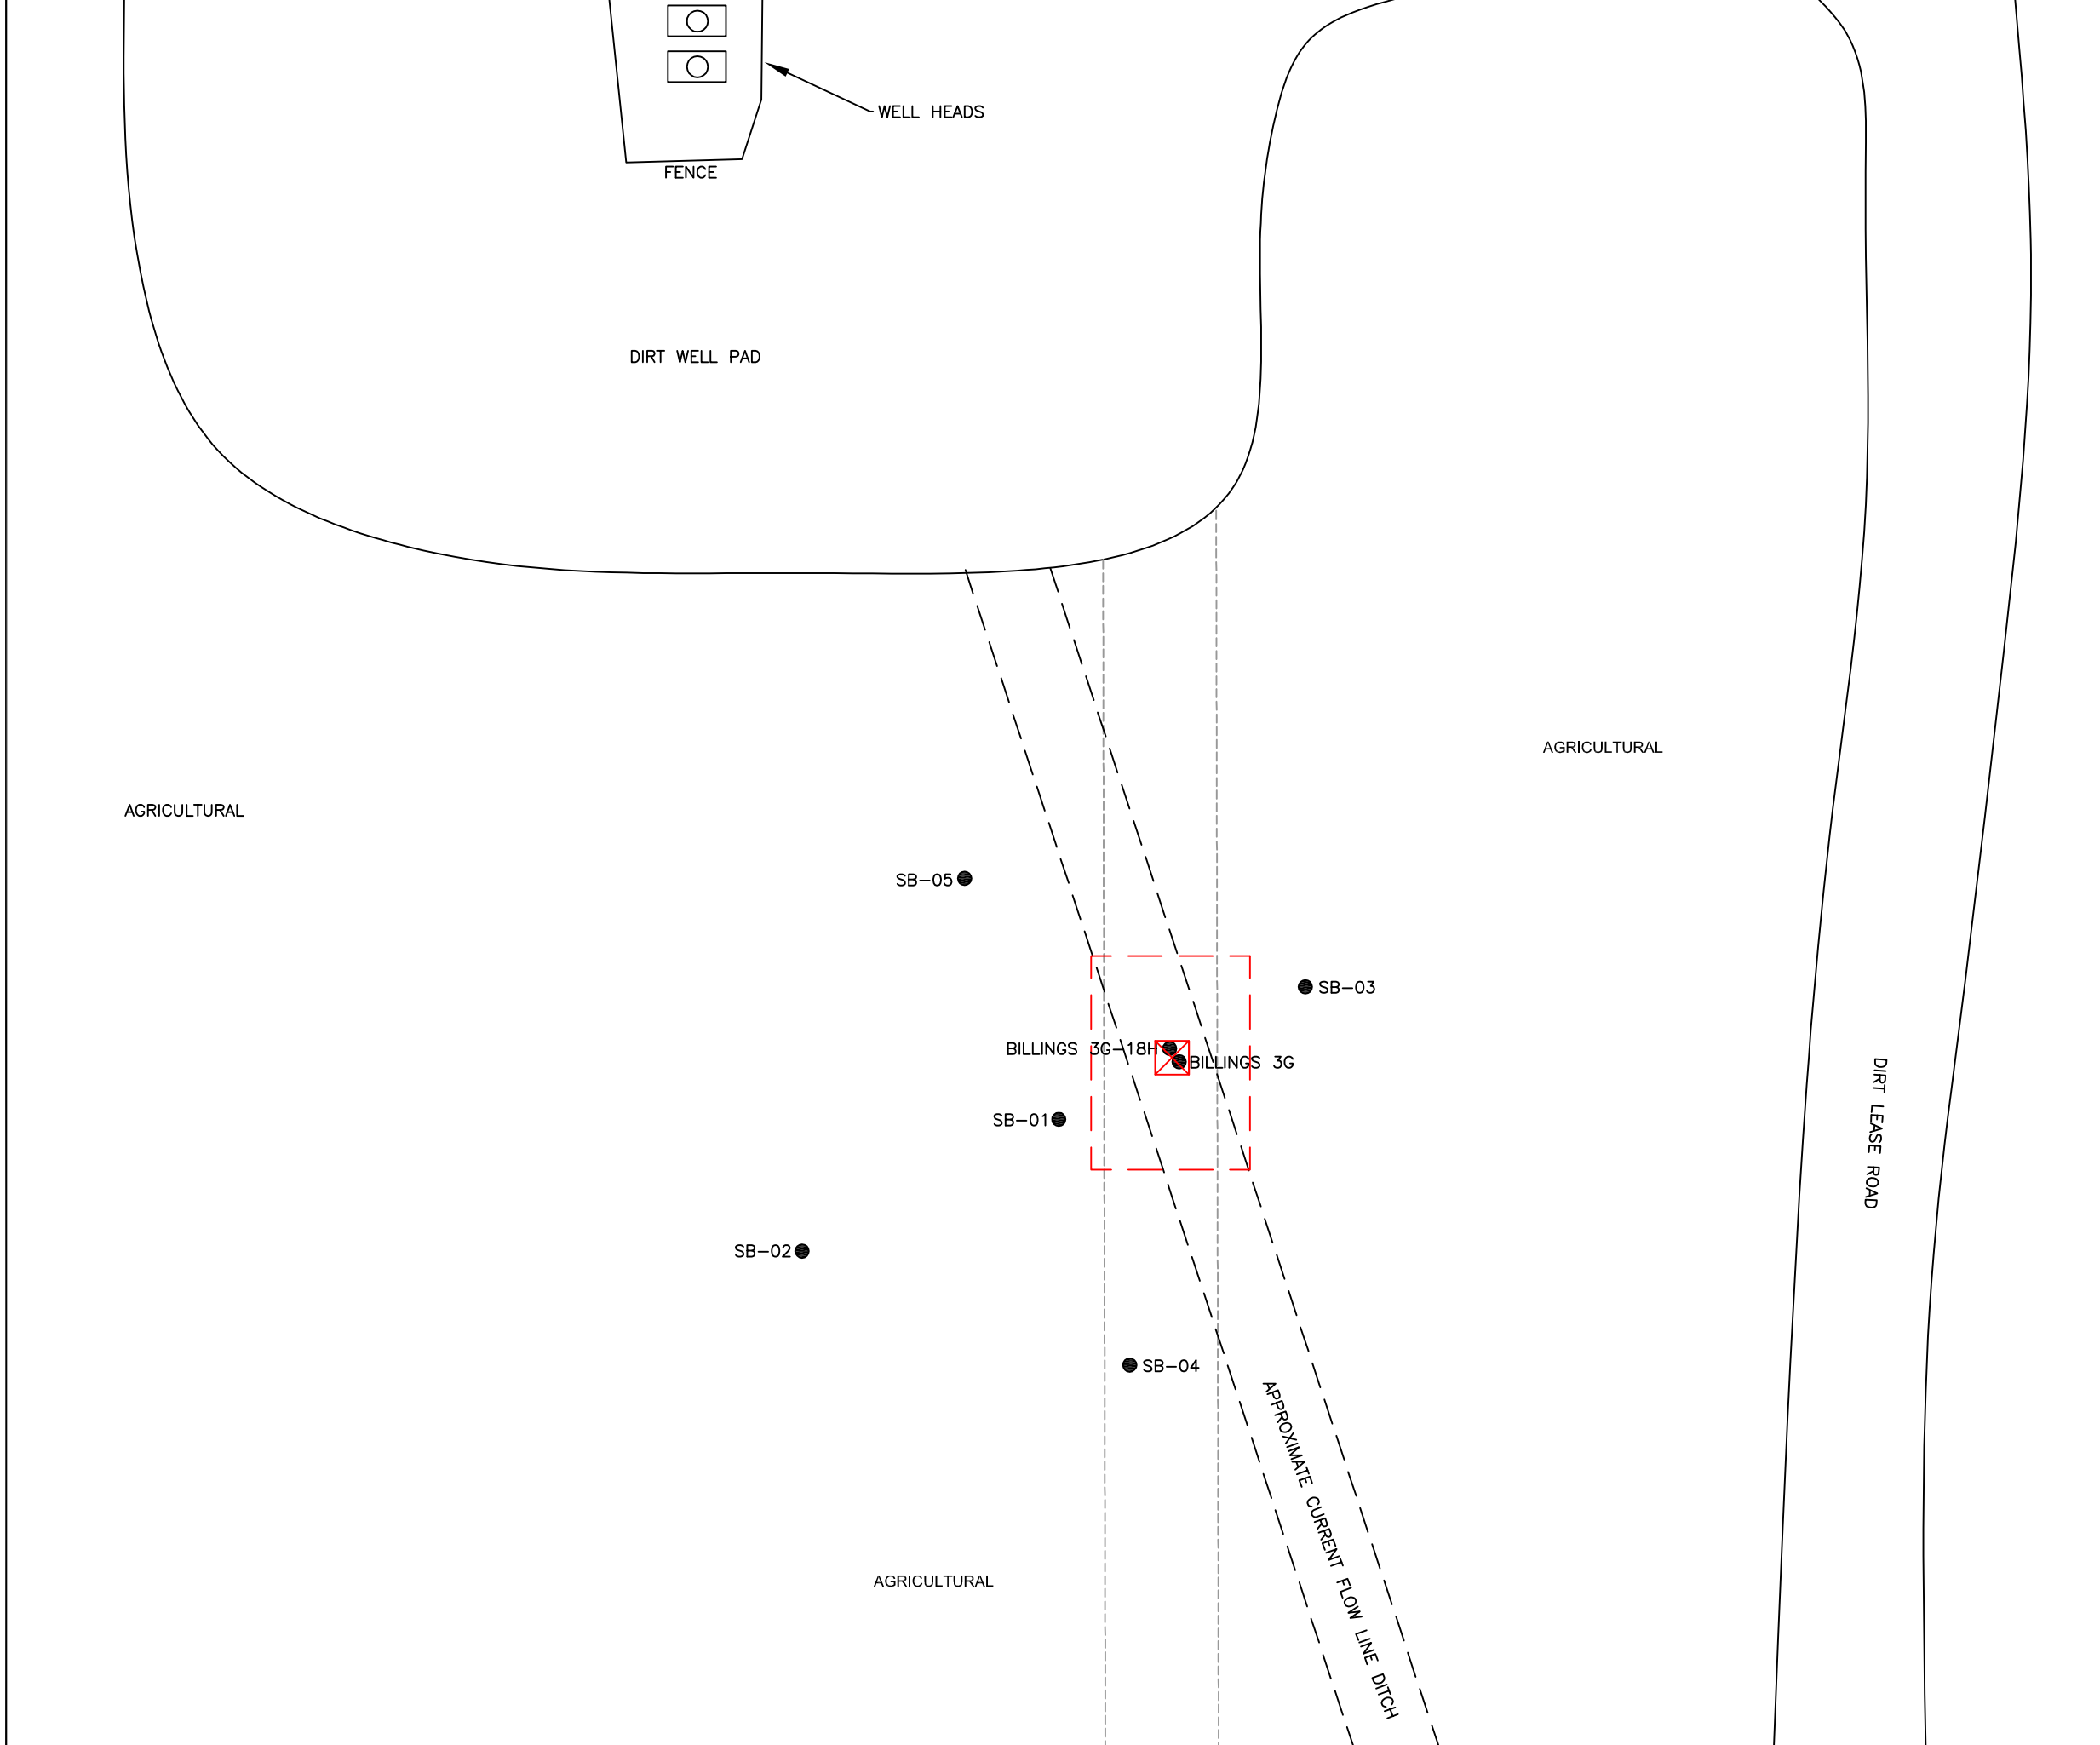 WELL HEADS
FENCE
DIRT WELL PAD
AGRICULTURAL
AGRICULTURAL
SB-05
SB-03
BILLINGS 3G-18H
BILLINGS 3G
SB-01
DIRT LEASE ROAD
SB-02
SB-04
APPROXIMATE CURRENT FLOW LINE DITCH
AGRICULTURAL